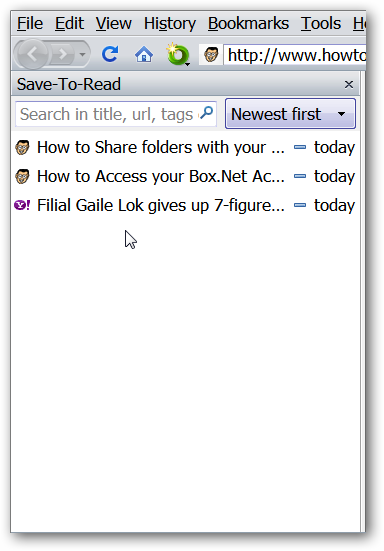 File Edit View History Bookmarks Tools He
http://www.howto
Save-To-Read
Search in title, url, tags Newest first
How to Share folders with your ... today
How to Access your Box.Net Ac... today
Y! Filial Gaile Lok gives up 7-figure... today